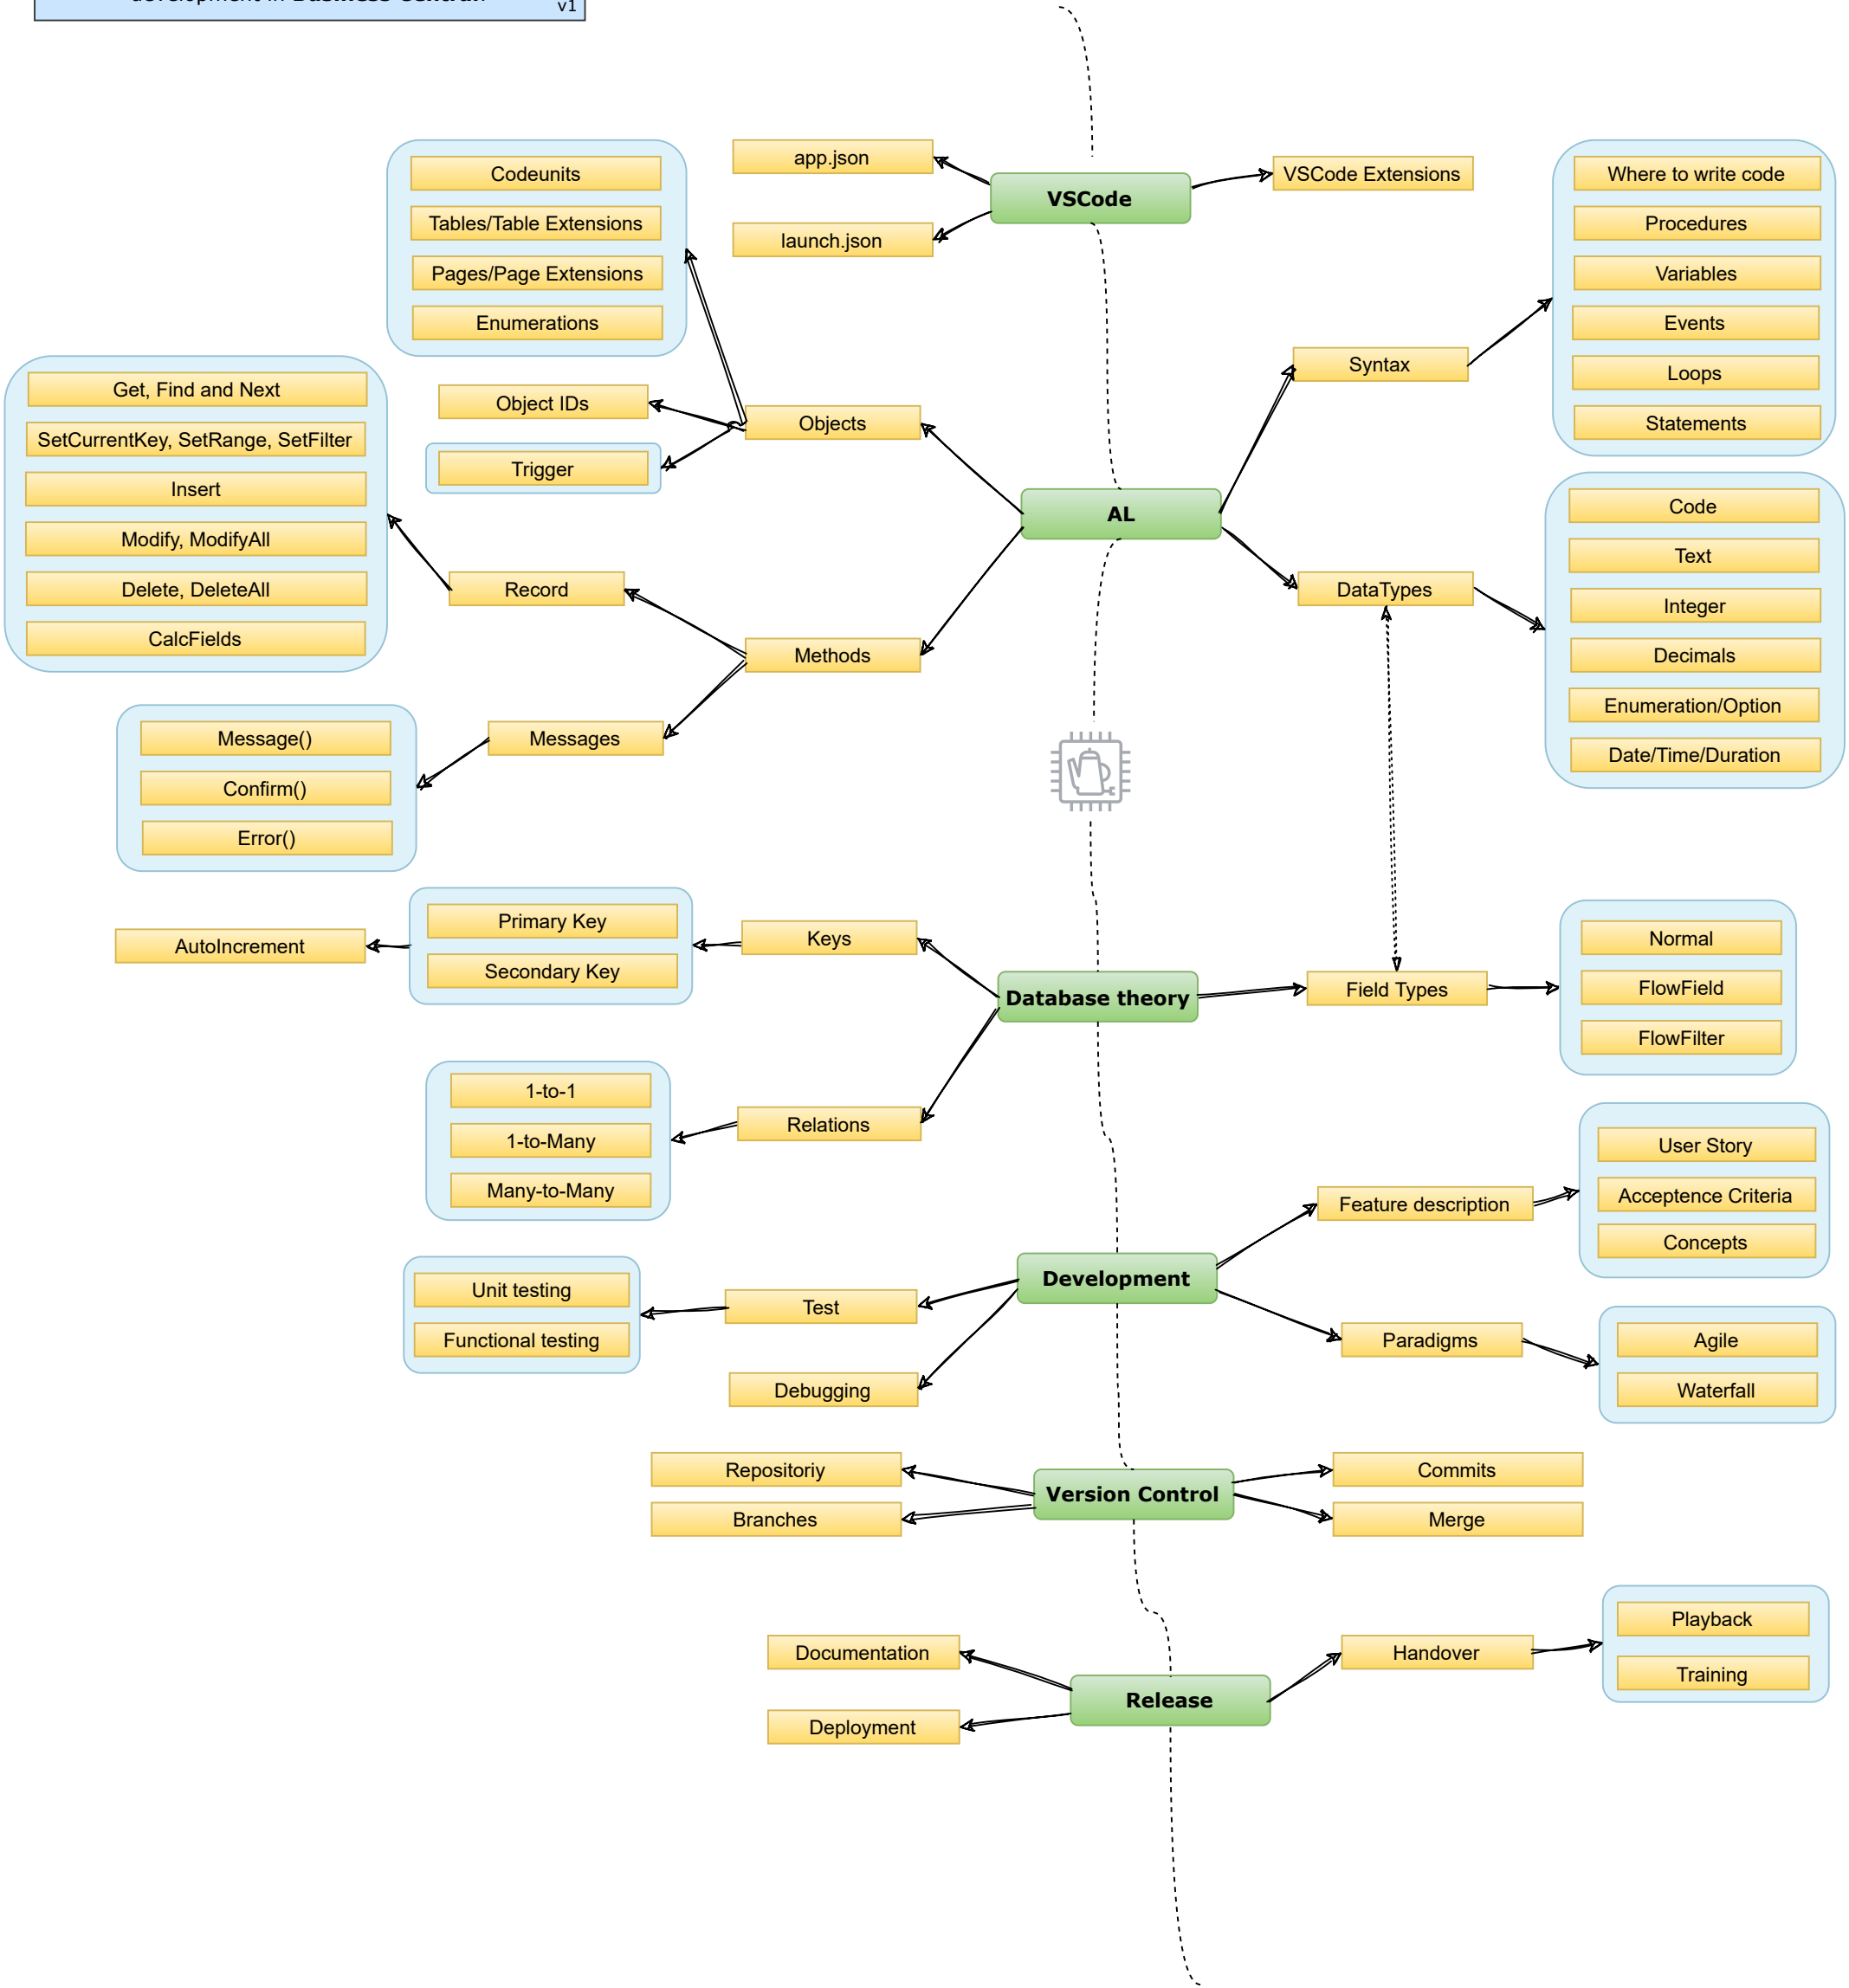 development in Business Central.
v1
app.json
VSCode
VSCode Extensions
launch.json
Codeunits
Tables/Table Extensions
Pages/Page Extensions
Enumerations
Where to write code
Procedures
Variables
Events
Loops
Statements
Syntax
Get, Find and Next
SetCurrentKey, SetRange, SetFilter
Insert
Modify, ModifyAll
Delete, DeleteAll
CalcFields
Object IDs
Trigger
Objects
AL
Code
Text
Integer
Decimals
Enumeration/Option
Date/Time/Duration
DataTypes
Record
Methods
Messages
Message()
Confirm()
Error()
AutoIncrement
Primary Key
Secondary Key
Keys
Database theory
Field Types
Normal
FlowField
FlowFilter
1-to-1
1-to-Many
Many-to-Many
Relations
Feature description
User Story
Acceptence Criteria
Concepts
Development
Unit testing
Functional testing
Test
Debugging
Paradigms
Agile
Waterfall
Repositoriy
Branches
Version Control
Commits
Merge
Documentation
Deployment
Release
Handover
Playback
Training